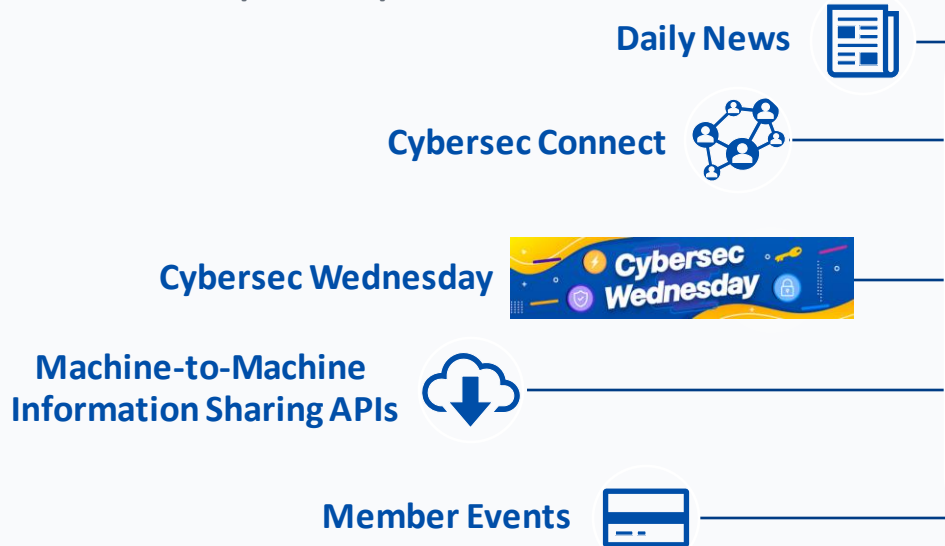 Daily News
Cybersec Connect
Cybersec Wednesday
Cybersec
Wednesday
Machine-to-Machine
Information Sharing APIs
Member Events